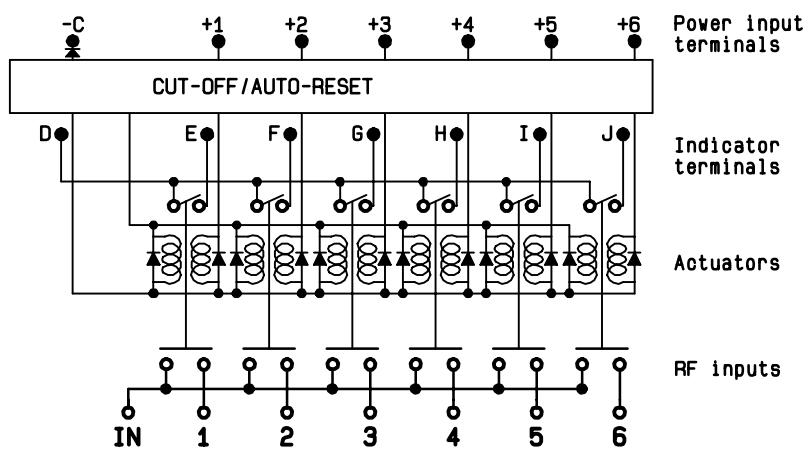 -C +1 +2 +3 +4 +5 +6 Power input
terminals
CUT-OFF/AUTO-RESET
D E F G H I J Indicator
terminals
Actuators
RF inputs
IN 1 2 3 4 5 6